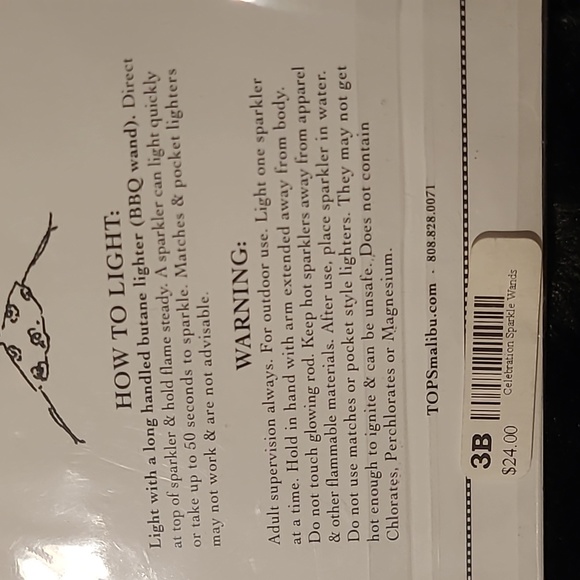 HOW TO LIGHT:
Light with a long handled butane lighter (BBQ wand). Direct
at top of sparkler & hold flame steady. A sparkler can light quickly
or take up to 50 seconds to sparkle. Matches & pocket lighters
may not work & are not advisable.
WARNING:
Adult supervision always. For outdoor use. Light one sparkler
at a time. Hold in hand with arm extended away from body.
Do not touch glowing rod. Keep hot sparklers away from apparel
& other flammable materials. After use, place sparkler in water.
Do not use matches or pocket style lighters. They may not get
hot enough to ignite & can be unsafe. Does not contain
Chlorates, Perchlorates or Magnesium.
TOPSmalibu.com · 808.828.0071
3B
Celebration Sparkle Wands
$24.00